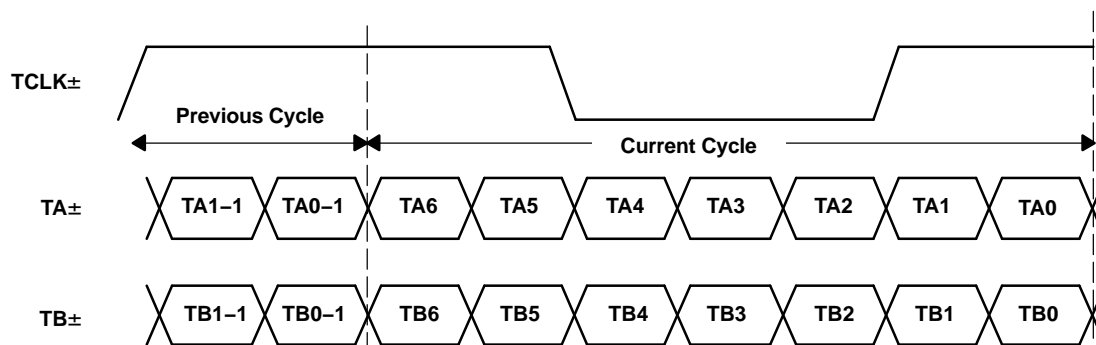 TCLK±
Previous Cycle
Current Cycle
TA±
TA1–1 TA0–1 TA6 TA5 TA4 TA3 TA2 TA1 TA0
TB±
TB1–1 TB0–1 TB6 TB5 TB4 TB3 TB2 TB1 TB0